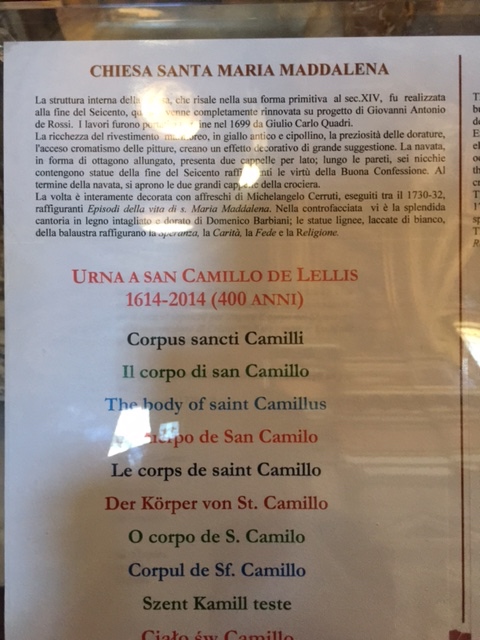 CHIESA SANTA MARIA MADDALENA
La struttura interna della che risale nella sua forma primitiva al sec.XIV, fu realizzata
alla fine del Seicento, venne completamente rinnovata su progetto di Giovanni Antonio
de Rossi. I lavori furono fine nel 1699 da Giulio Carlo Quadri.
La ricchezza del rivestimento in giallo antico e cipollino, la preziosità delle dorature,
l'acceso cromatismo delle pitture, creano un effetto decorativo di grande suggestione. La navata,
in forma di ottagono allungato, presenta due cappelle per lato; lungo le pareti, sei nicchie
contengono statue della fine del Seicento le virtù della Buona Confessione. Al
termine della navata, si aprono le due grandi cappelle della crociera.
La volta è interamente decorata con affreschi di Michelangelo Cerruti, eseguiti tra il 1730-32,
raffiguranti Episodi della vita di s. Maria Maddalena. Nella controfacciata vi è la splendida
cantoria in legno intagliato e dorato di Domenico Barbiani; le statue lignee, laccate di bianco,
della balaustra raffigurano la Speranza, la Carità, la Fede e la Religione.
URNA A SAN CAMILLO DE LELLIS
1614-2014 (400 ANNI)
Corpus sancti Camilli
Il corpo di san Camillo
The body of saint Camillus
de San Camilo
Le corps de saint Camillo
Der Körper von St. Camillo
O corpo de S. Camilo
Corpul de Sf. Camillo
Szent Kamill teste
Ciało św Camillo